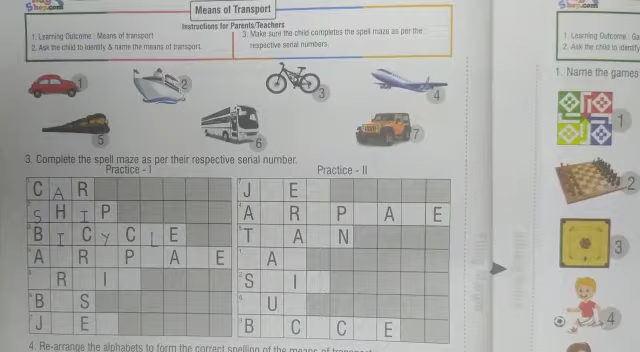 Means of Transport
Instructions for Parents/Teachers
1. Learning Outcome : Means of transport
2. Ask the child to identify & name the means of transport.
3. Make sure the child completes the spell maze as per the
respective serial numbers.
1
2
3
4
5
6
7
3. Complete the spell maze as per their respective serial number.
Practice - I
Practice - II
C A R
S H I P
B I C Y C L E
A R P A E
R I
B S
J E
J E
A R P A E
T A N
A
S I
U
B C C E
4. Re-arrange the alphabets to form the correct spelling of the means of
Shop.com
1. Learning Outcome :
2. Ask the child to identify
1. Name the games
1
2
3
4